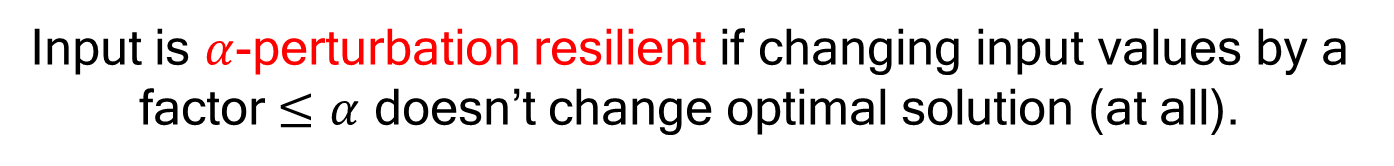 Input is α-perturbation resilient if changing input values by a
factor ≤ α doesn’t change optimal solution (at all).